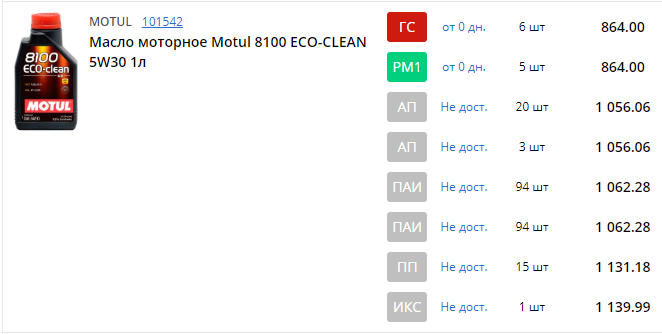 MOTUL 101542
Масло моторное Motul 8100 ECO-CLEAN
5W30 1л
8100
ECO-clean
MOTUL
ГС от 0 дн. 6 шт 864.00
РМ1 от 0 дн. 5 шт 864.00
АП Не дост. 20 шт 1 056.06
АП Не дост. 3 шт 1 056.06
ПАИ Не дост. 94 шт 1 062.28
ПАИ Не дост. 94 шт 1 062.28
ПП Не дост. 15 шт 1 131.18
ИКС Не дост. 1 шт 1 139.99